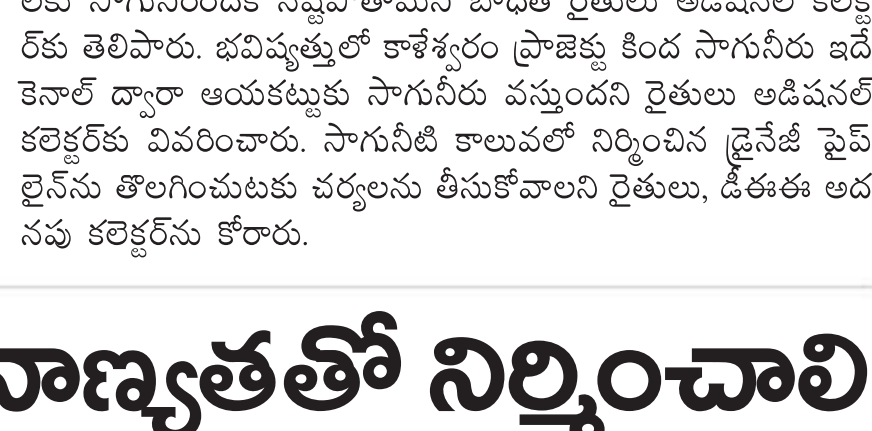 ర్‌కు తెలిపారు. భవిష్యత్తులో కాళేశ్వరం ప్రాజెక్టు కింద సాగునీరు ఇదే
కెనాల్ ద్వారా ఆయకట్టుకు సాగునీరు వస్తుందని రైతులు అడిషనల్
కలెక్టర్‌కు వివరించారు. సాగునీటి కాలువలో నిర్మించిన డ్రైనేజీ పైప్
లైన్‌ను తొలగించుటకు చర్యలను తీసుకోవాలని రైతులు, డీఈఈ అద
నపు కలెక్టర్‌ను కోరారు.
నాణ్యతతో నిర్మించాలి